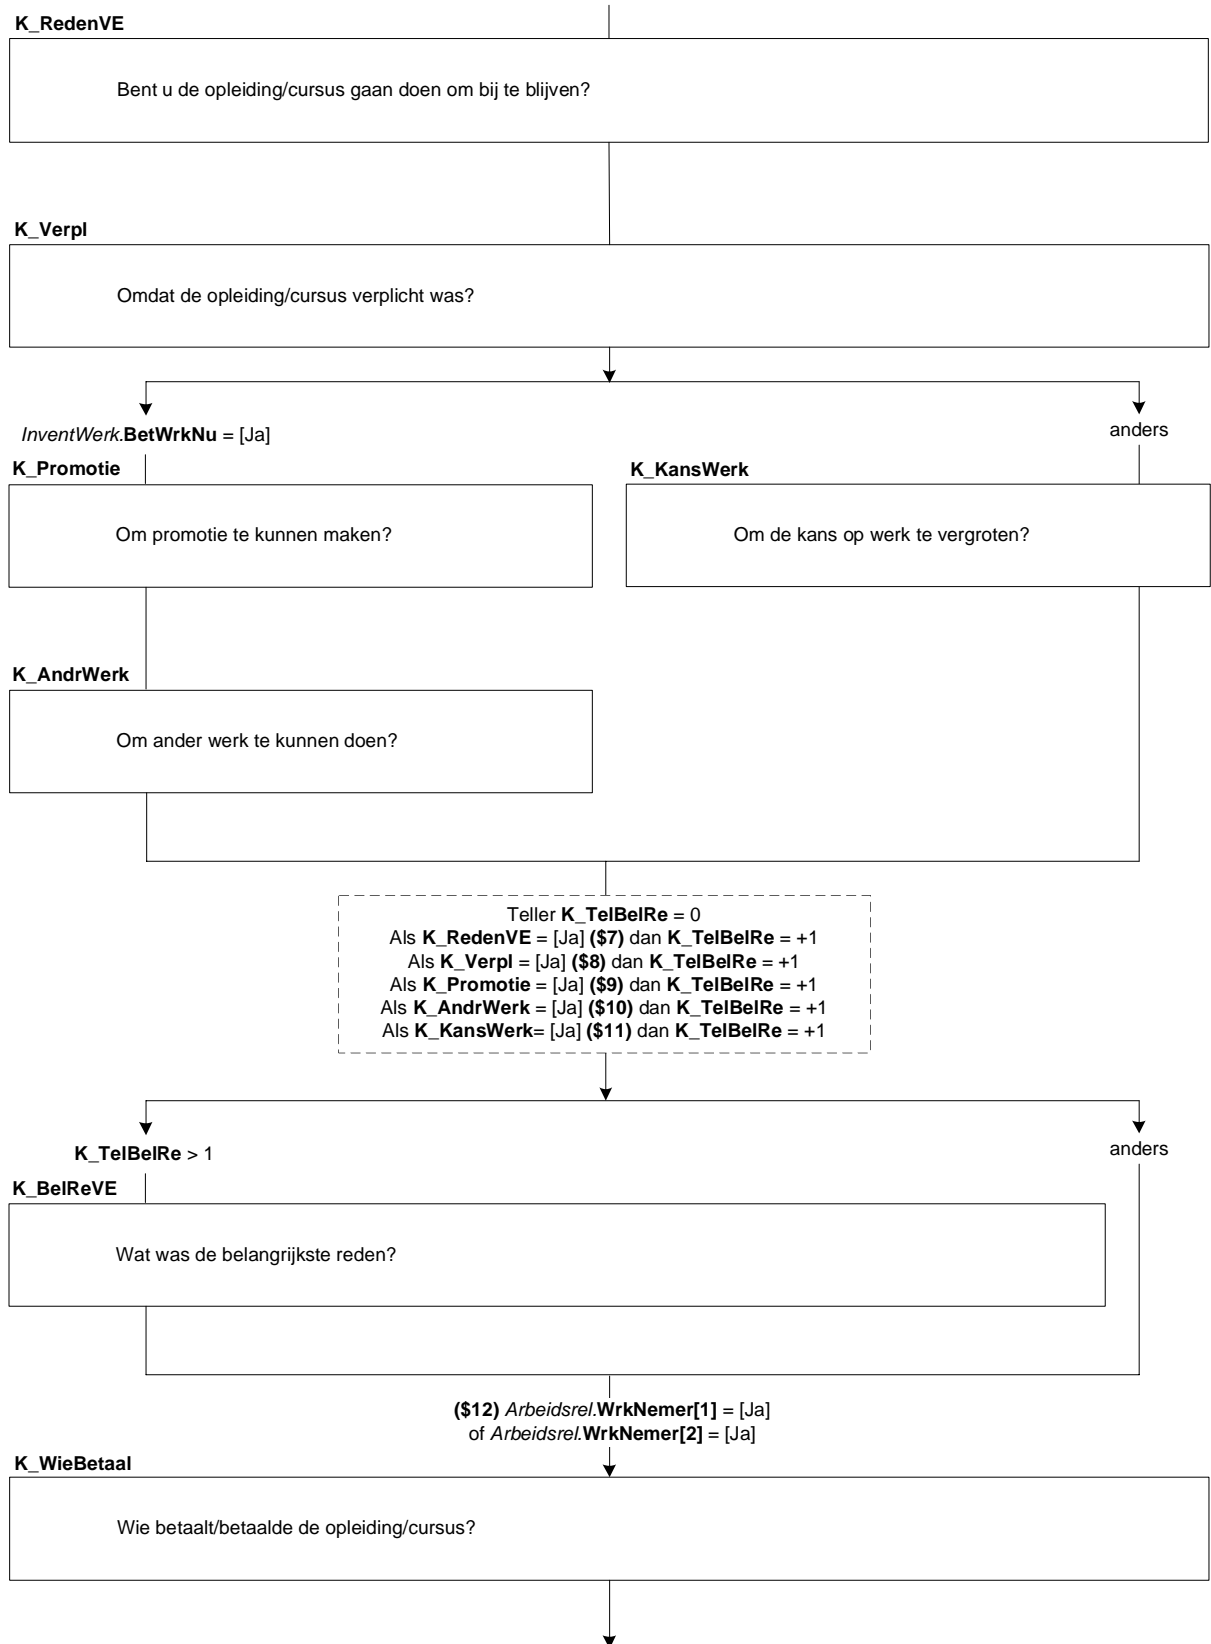 K_RedenVE
Bent u de opleiding/cursus gaan doen om bij te blijven?
K_Verpl
Omdat de opleiding/cursus verplicht was?
InventWerk.BetWrkNu = [Ja]
anders
K_Promotie
K_KansWerk
Om promotie te kunnen maken?
Om de kans op werk te vergroten?
K_AndrWerk
Om ander werk te kunnen doen?
Teller K_TelBelRe = 0
Als K_RedenVE = [Ja] ($7) dan K_TelBelRe = +1
Als K_Verpl = [Ja] ($8) dan K_TelBelRe = +1
Als K_Promotie = [Ja] ($9) dan K_TelBelRe = +1
Als K_AndrWerk = [Ja] ($10) dan K_TelBelRe = +1
Als K_KansWerk= [Ja] ($11) dan K_TelBelRe = +1
K_TelBelRe > 1
anders
K_BelReVE
Wat was de belangrijkste reden?
($12) Arbeidsrel.WrkNemer[1] = [Ja]
of Arbeidsrel.WrkNemer[2] = [Ja]
K_WieBetaal
Wie betaalt/betaalde de opleiding/cursus?